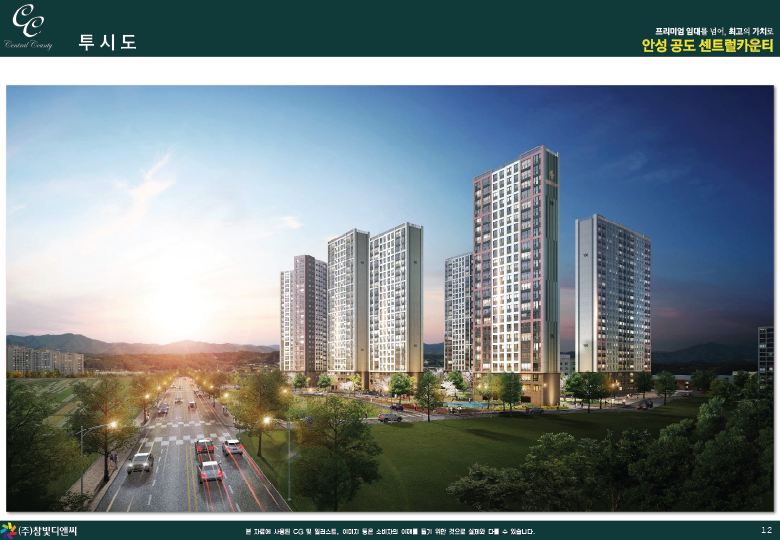 CC
Central County
투시도
프리미엄 임대를 넘어, 최고의 가치로
안성 공도 센트럴카운티
(주)참빛디앤씨
본 자료에 사용된 CG 및 일러스트, 이미지 등은 소비자의 이해를 돕기 위한 것으로 실제와 다를 수 있습니다.
12